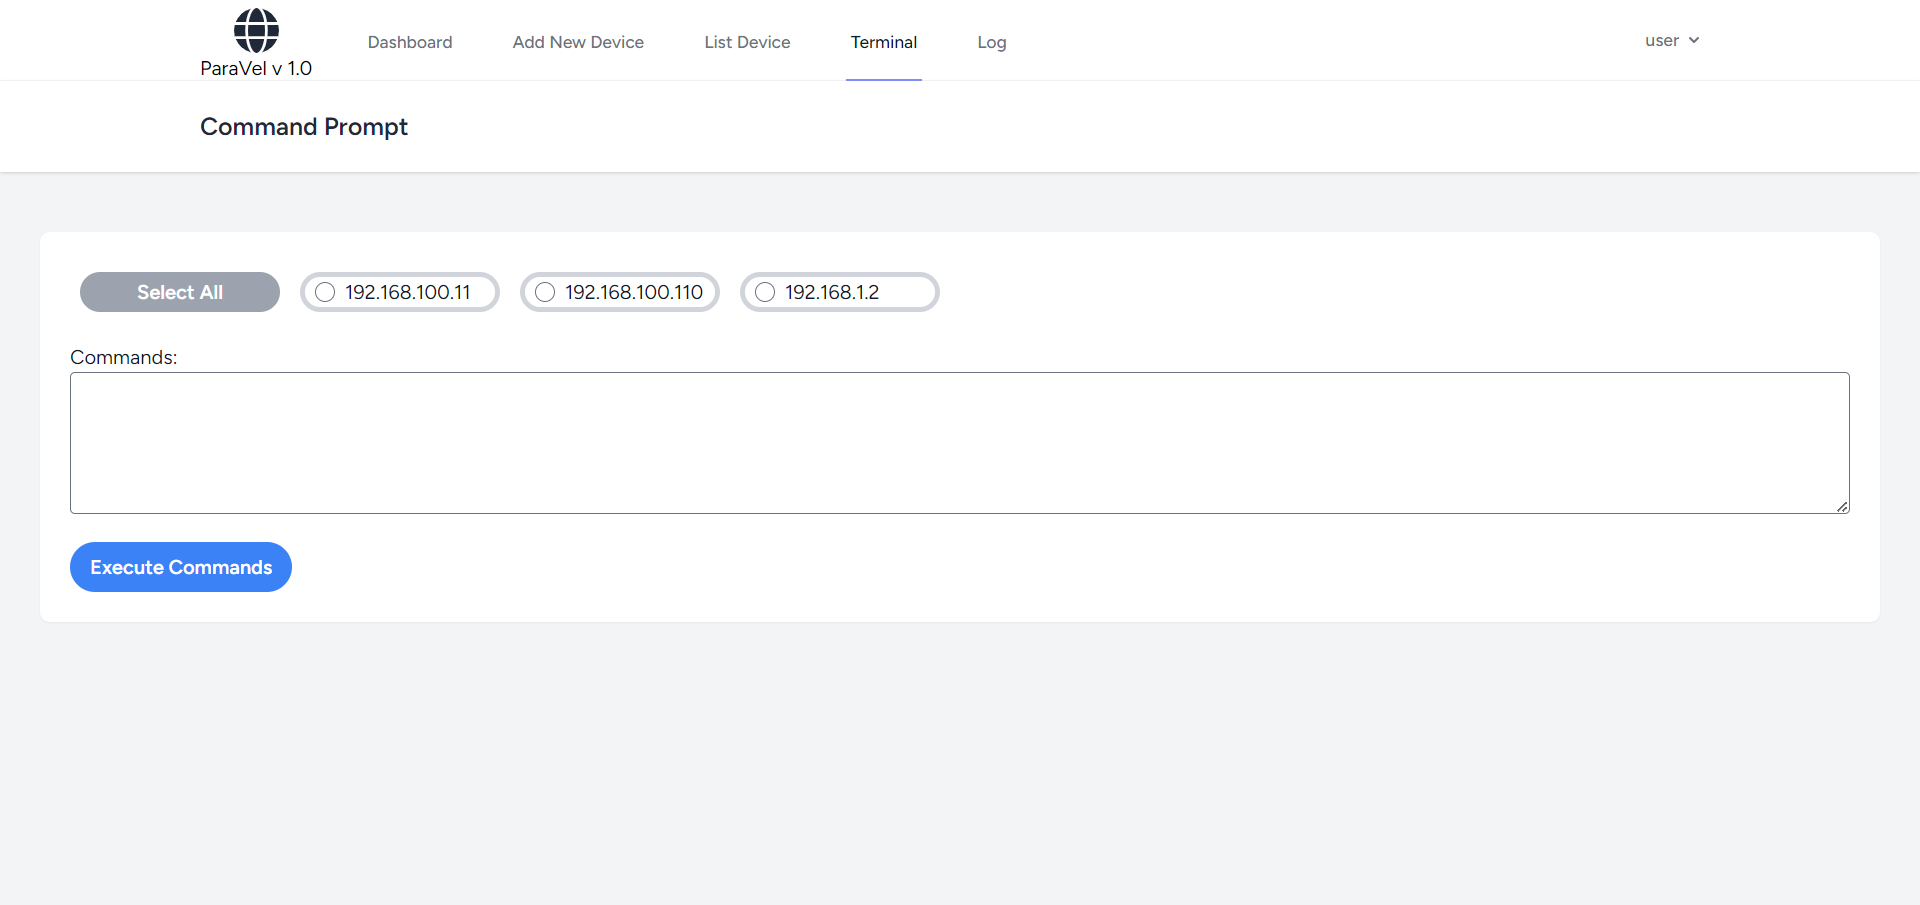 ParaVel v 1.0
Dashboard
Add New Device
List Device
Terminal
Log
user
Command Prompt
Select All
192.168.100.11
192.168.100.110
192.168.1.2
Commands:
Execute Commands